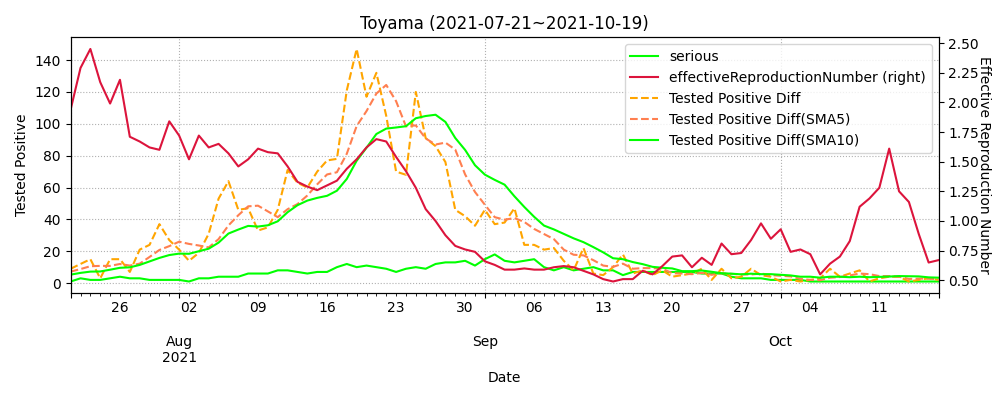 Toyama (2021-07-21~2021-10-19)
serious
effectiveReproductionNumber (right)
Tested Positive Diff
Tested Positive Diff(SMA5)
Tested Positive Diff(SMA10)
Tested Positive
140
120
100
80
60
40
20
0
Effective Reproduction Number
2.50
2.25
2.00
1.75
1.50
1.25
1.00
0.75
0.50
26 02 09 16 23 30 06 13 20 27 04 11
Aug Sep Oct
2021
Date